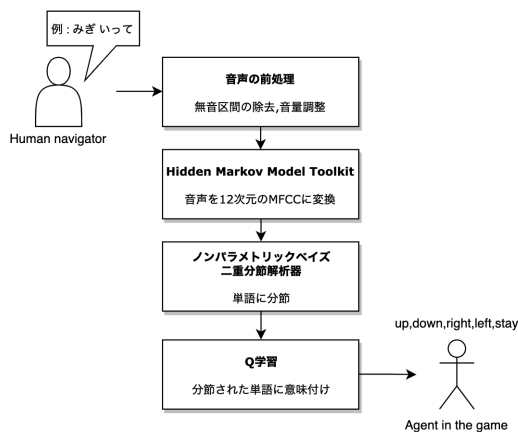 例 : みぎ いって
Human navigator
音声の前処理
無音区間の除去,音量調整
Hidden Markov Model Toolkit
音声を12次元のMFCCに変換
ノンパラメトリックベイズ
二重分節解析器
単語に分節
Q学習
分節された単語に意味付け
up,down,right,left,stay
Agent in the game